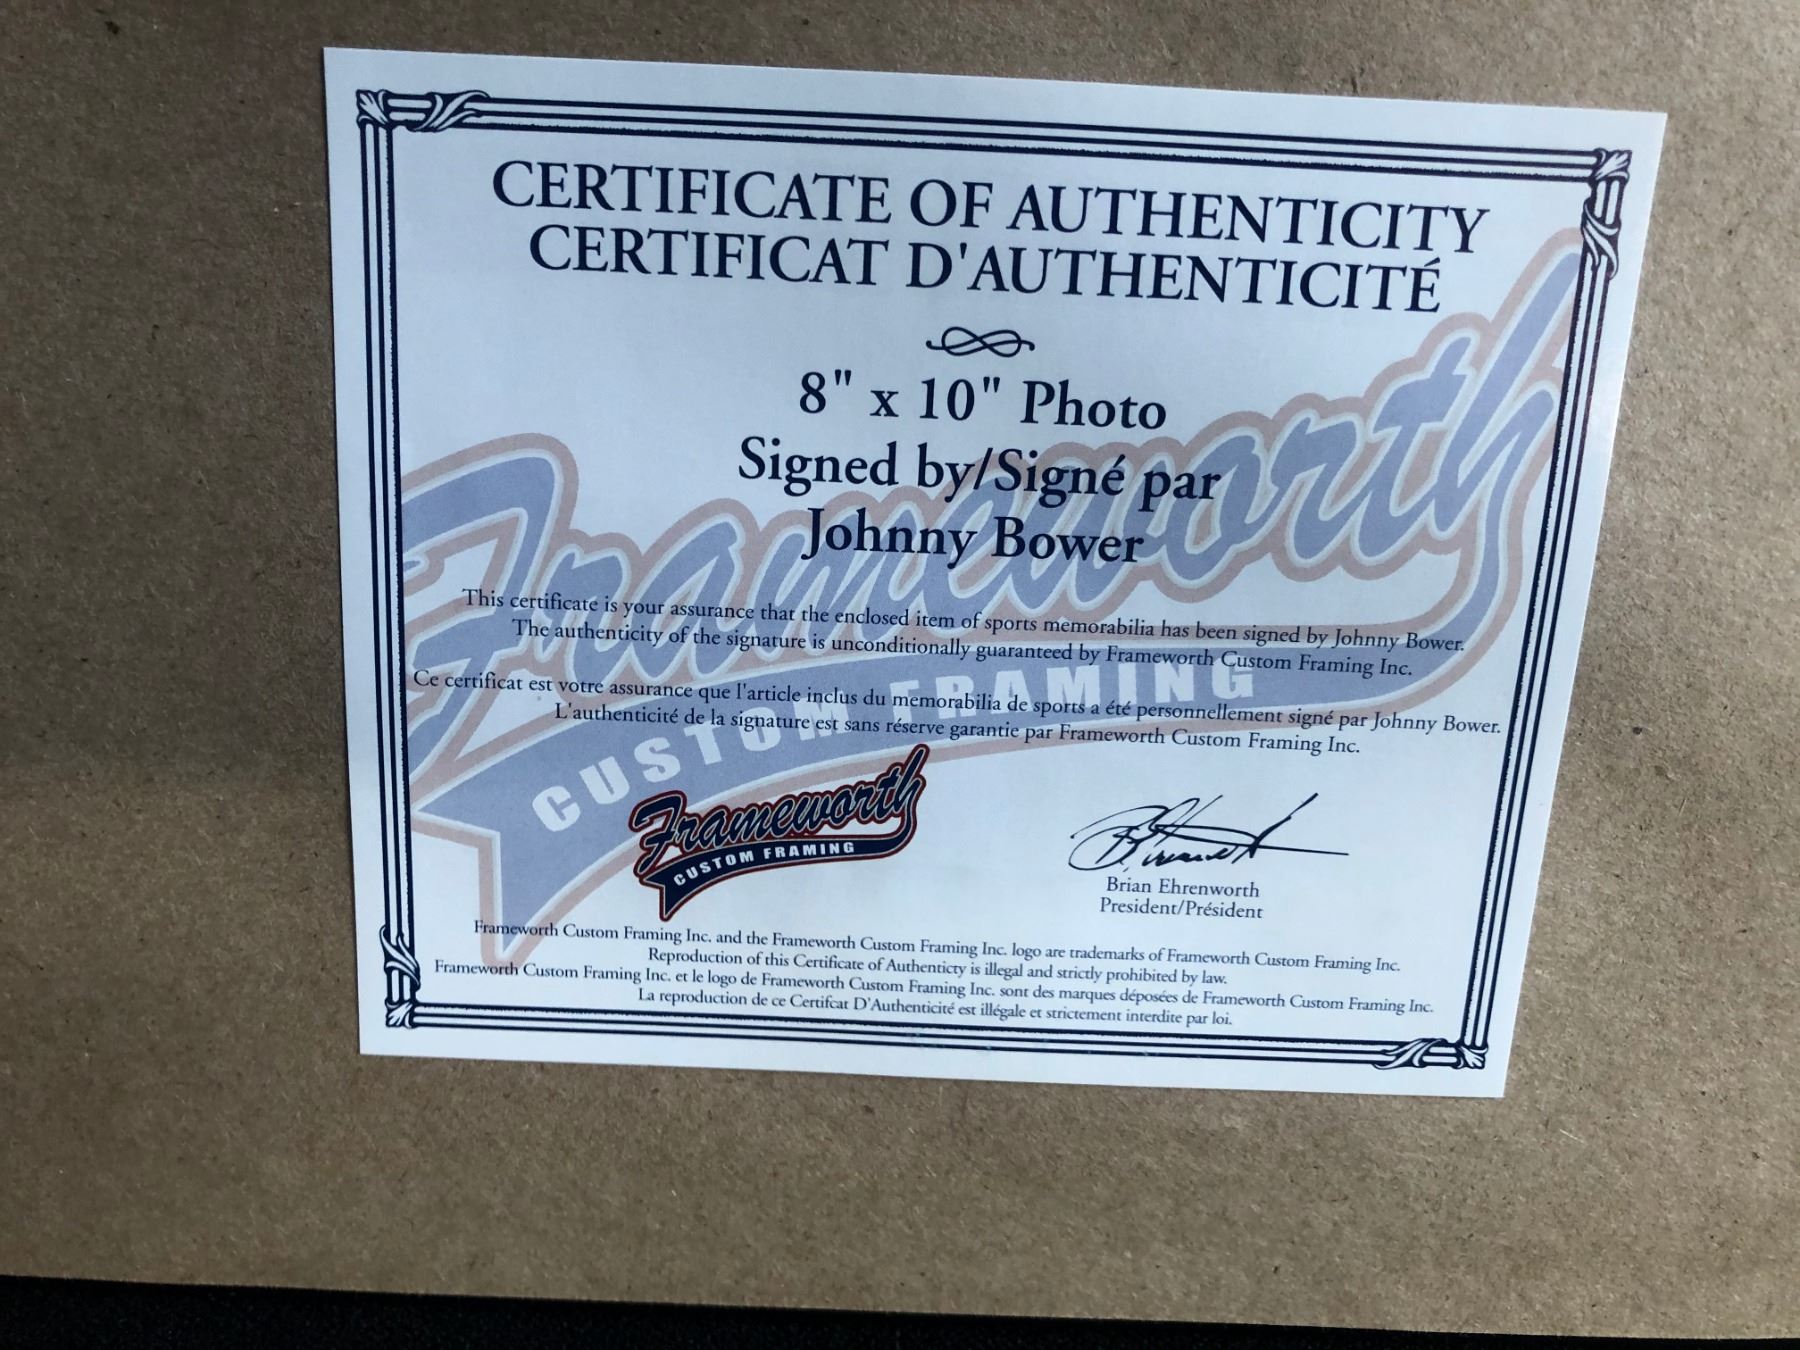 CERTIFICATE OF AUTHENTICITY
CERTIFICAT D'AUTHENTICITÉ
8" x 10" Photo
Signed by/Signé par
Johnny Bower
This certificate is your assurance that the enclosed item of sports memorabilia has been signed by Johnny Bower.
The authenticity of the signature is unconditionally guaranteed by Frameworth Custom Framing Inc.
Ce certificat est votre assurance que l'article inclus du memorabilia de sports a été personnellement signé par Johnny Bower.
L'authenticité de la signature est sans réserve garantie par Frameworth Custom Framing Inc.
Frameworth
CUSTOM FRAMING
Frameworth
CUSTOM FRAMING
Brian Ehrenworth
President/Président
Frameworth Custom Framing Inc. and the Frameworth Custom Framing Inc. logo are trademarks of Frameworth Custom Framing Inc.
Reproduction of this Certificate of Authenticty is illegal and strictly prohibited by law.
Frameworth Custom Framing Inc. et le logo de Frameworth Custom Framing Inc. sont des marques déposées de Frameworth Custom Framing Inc.
La reproduction de ce Certifcat D'Authenticité est illégale et strictement interdite par loi.